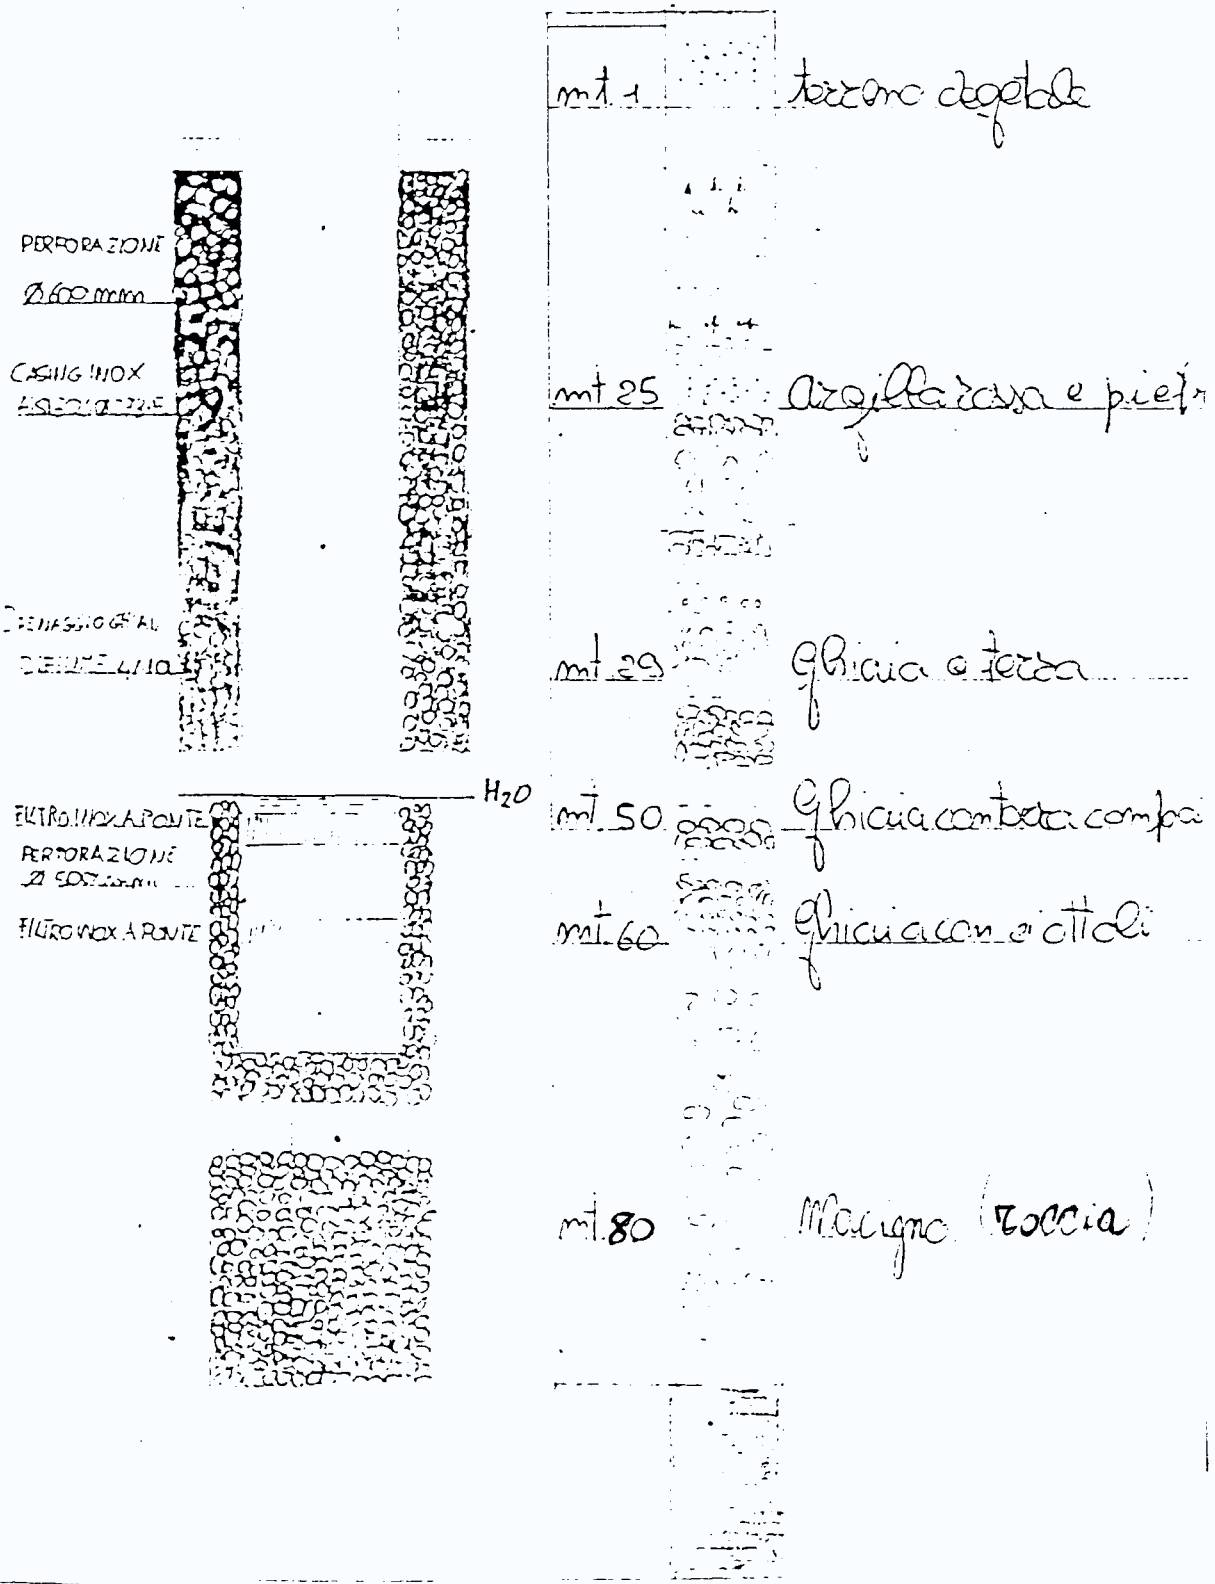 mt 1 terreno vegetale
PERFORAZIONE
Ø 600 mm
CASING INOX
mt 25 argilla rossa e pietr
mt 29 Ghiaia e terra
H2O
FILTRO INOX A PONTE
mt. 50 Ghiaia con terra compa
PERFORAZIONE
FILTRO INOX A PONTE
mt. 60 Ghiaia con ciottoli
mt. 80 Macigno (roccia)